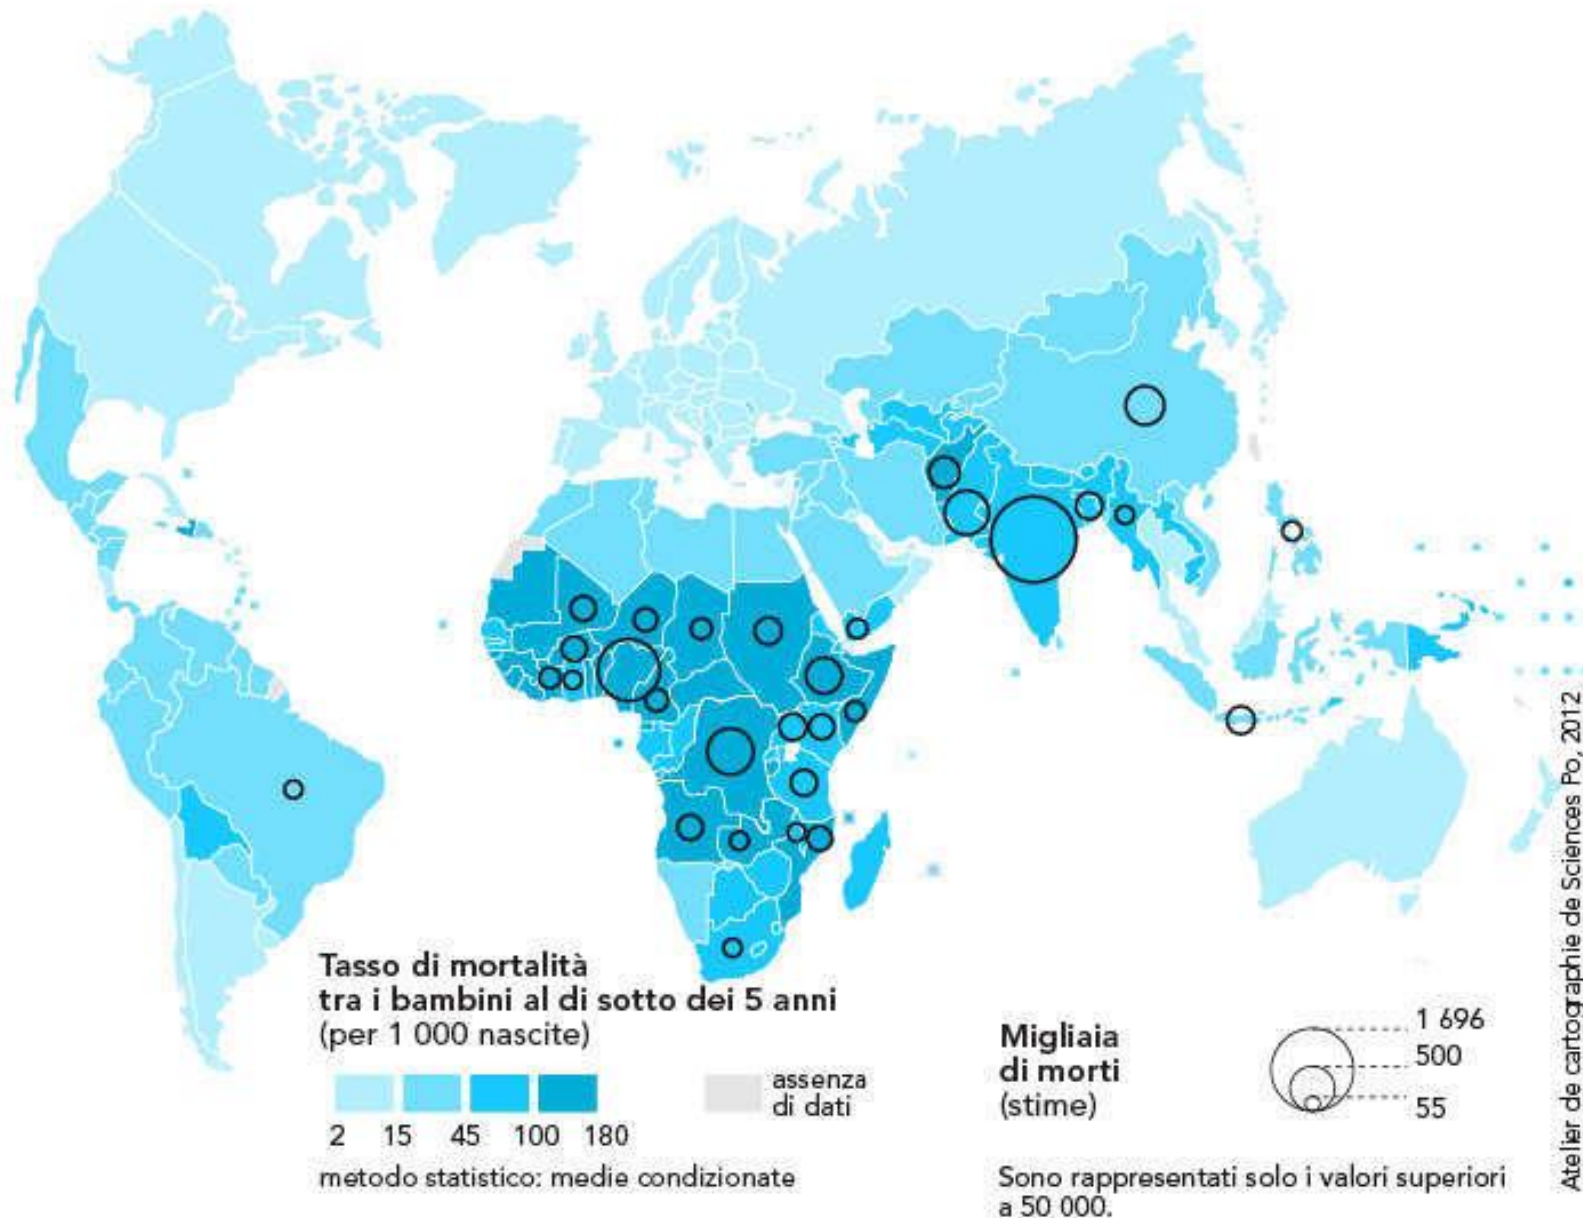 Tasso di mortalità
tra i bambini al di sotto dei 5 anni
(per 1 000 nascite)
2 15 45 100 180
assenza
di dati
metodo statistico: medie condizionate
Migliaia
di morti
(stime)
1 696
500
55
Sono rappresentati solo i valori superiori
a 50 000.
Atelier de cartographie de Sciences Po, 2012